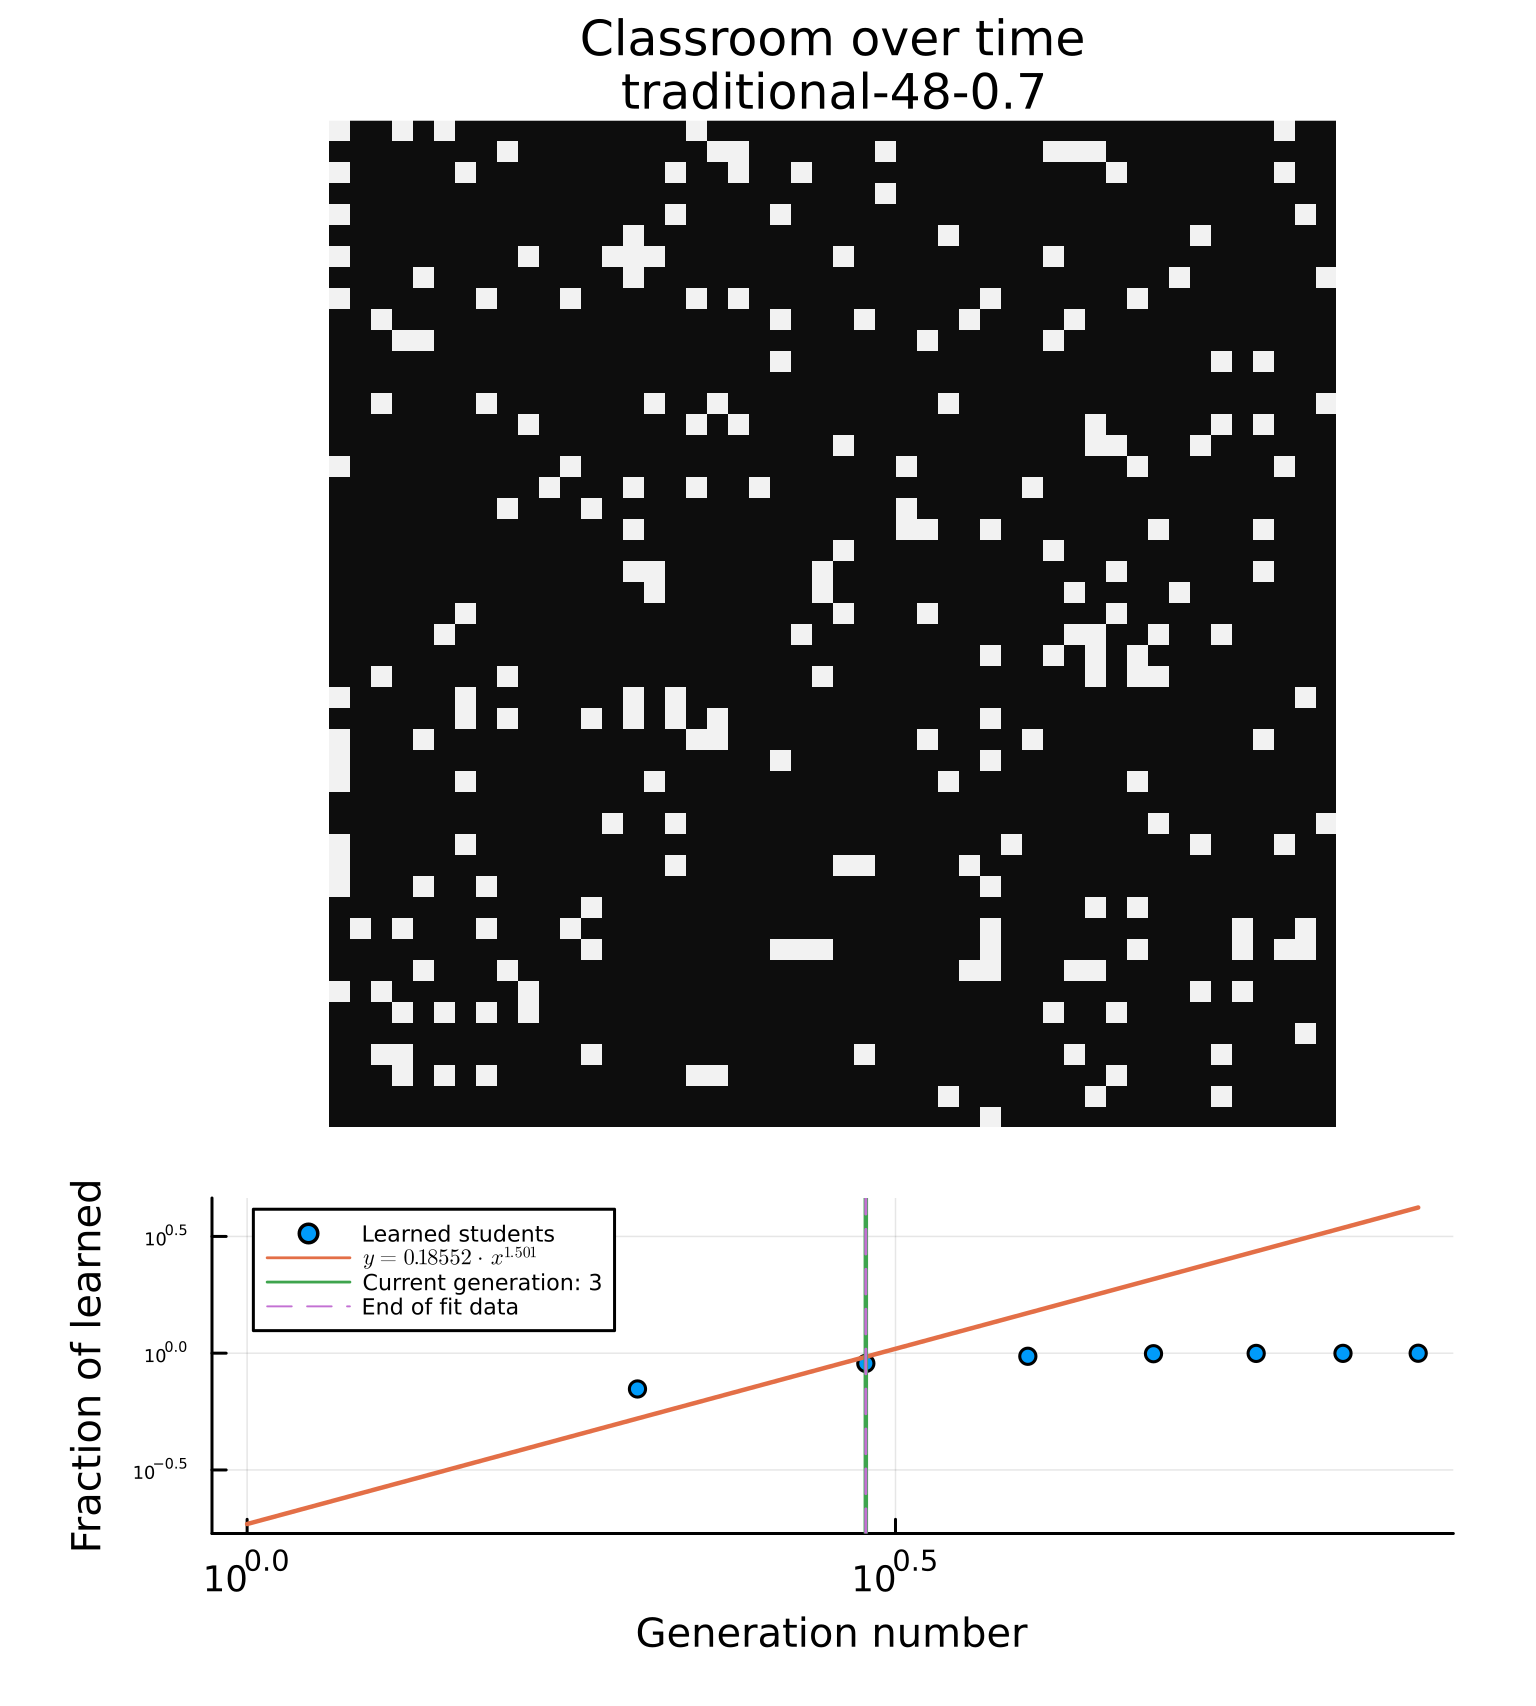 Classroom over time
traditional-48-0.7
Fraction of learned
10^0.5
10^0.0
10^−0.5
Learned students
y = 0.18552 · x^1.501
Current generation: 3
End of fit data
10^0.0
10^0.5
Generation number